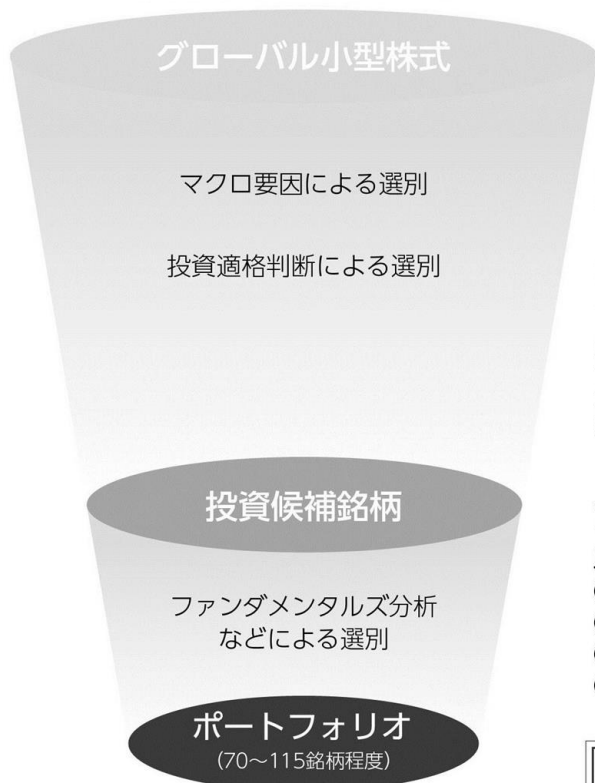 グローバル小型株式
マクロ要因による選別
投資適格判断による選別
投資候補銘柄
ファンダメンタルズ分析
などによる選別
ポートフォリオ
(70～115銘柄程度)